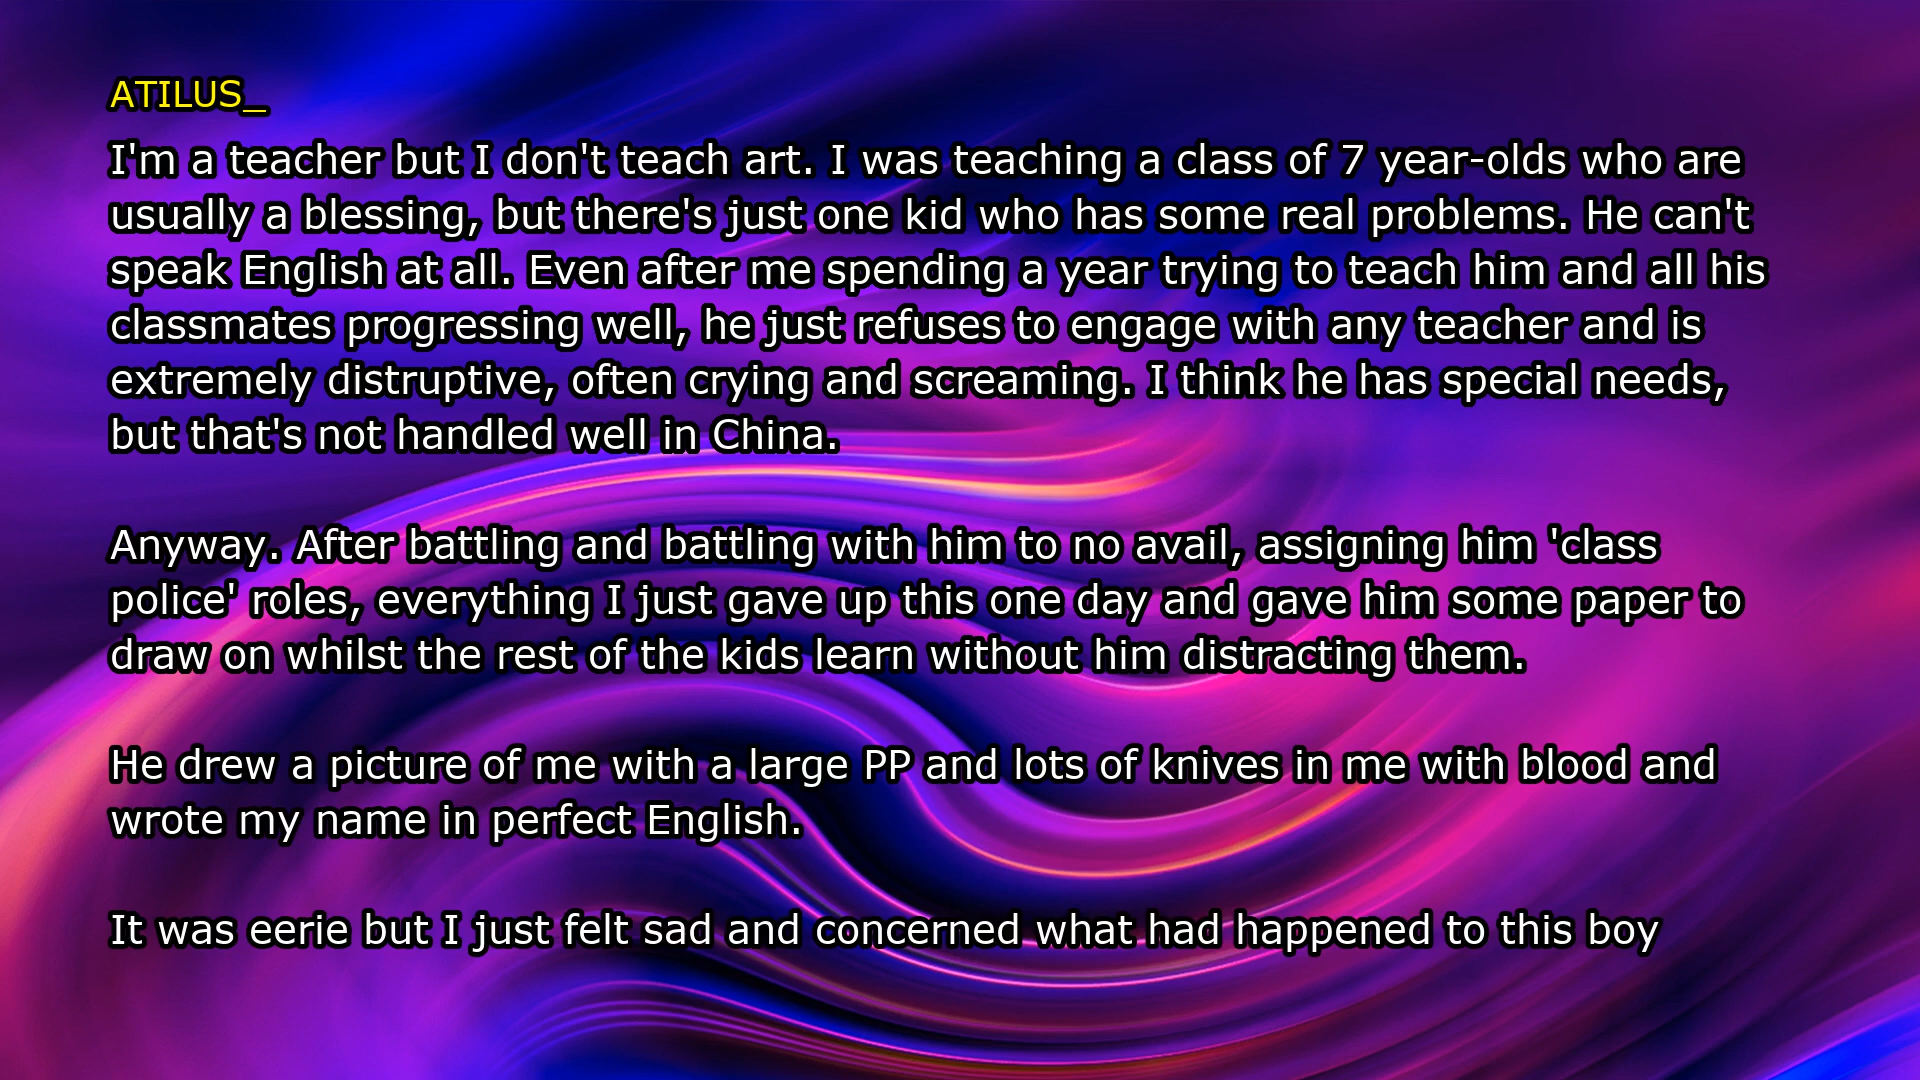 ATILUS_
I'm a teacher but I don't teach art. I was teaching a class of 7 year-olds who are
usually a blessing, but there's just one kid who has some real problems. He can't
speak English at all. Even after me spending a year trying to teach him and all his
classmates progressing well, he just refuses to engage with any teacher and is
extremely distruptive, often crying and screaming. I think he has special needs,
but that's not handled well in China.
Anyway. After battling and battling with him to no avail, assigning him 'class
police' roles, everything I just gave up this one day and gave him some paper to
draw on whilst the rest of the kids learn without him distracting them.
He drew a picture of me with a large PP and lots of knives in me with blood and
wrote my name in perfect English.
It was eerie but I just felt sad and concerned what had happened to this boy